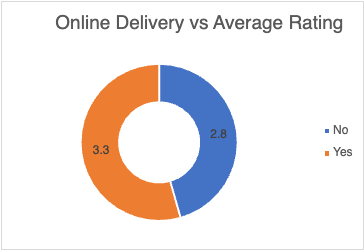 Online Delivery vs Average Rating
2.8
3.3
No
Yes